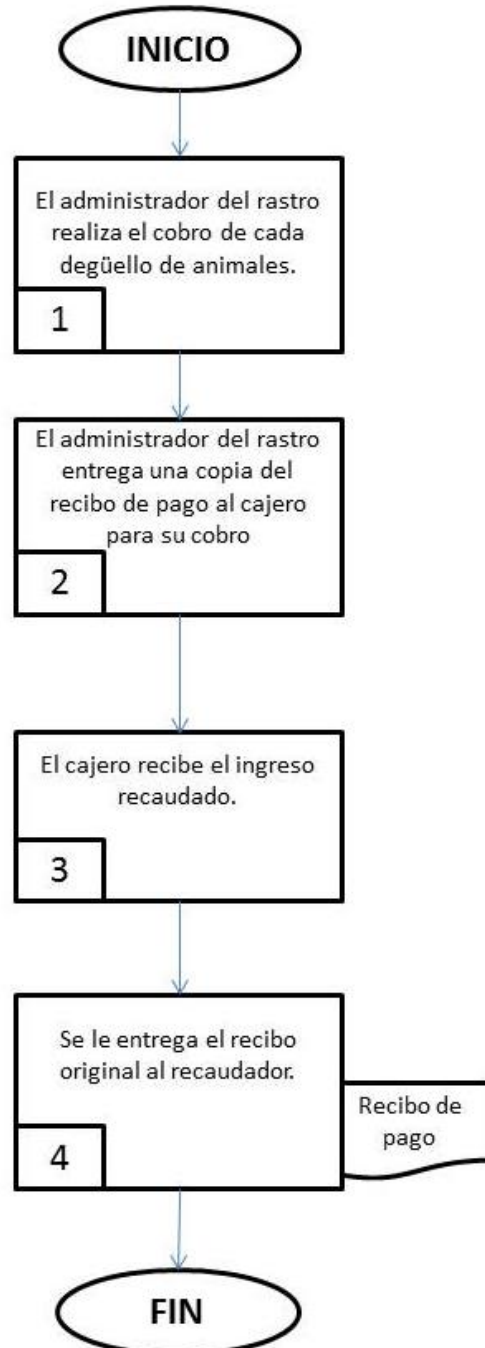 INICIO
El administrador del rastro
realiza el cobro de cada
degüello de animales.
1
El administrador del rastro
entrega una copia del
recibo de pago al cajero
para su cobro
2
El cajero recibe el ingreso
recaudado.
3
Se le entrega el recibo
original al recaudador.
4
Recibo de
pago
FIN